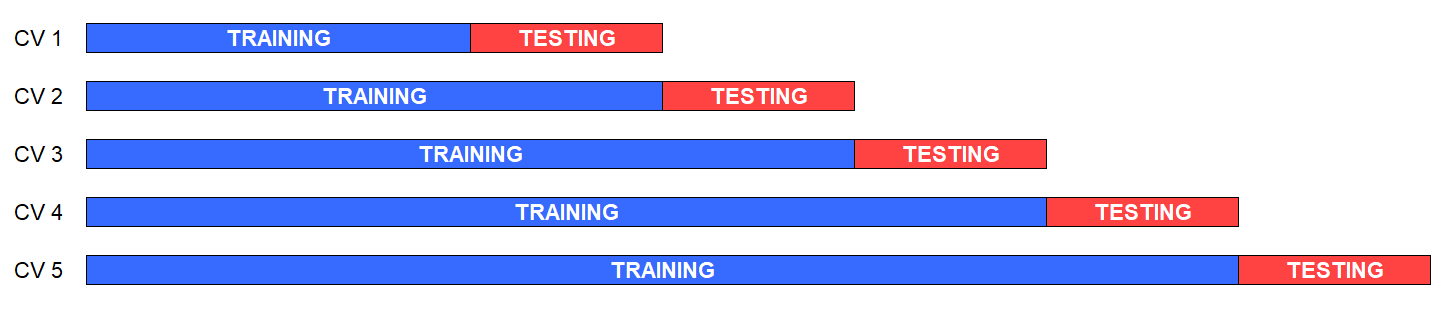 CV 1 TRAINING TESTING
CV 2 TRAINING TESTING
CV 3 TRAINING TESTING
CV 4 TRAINING TESTING
CV 5 TRAINING TESTING